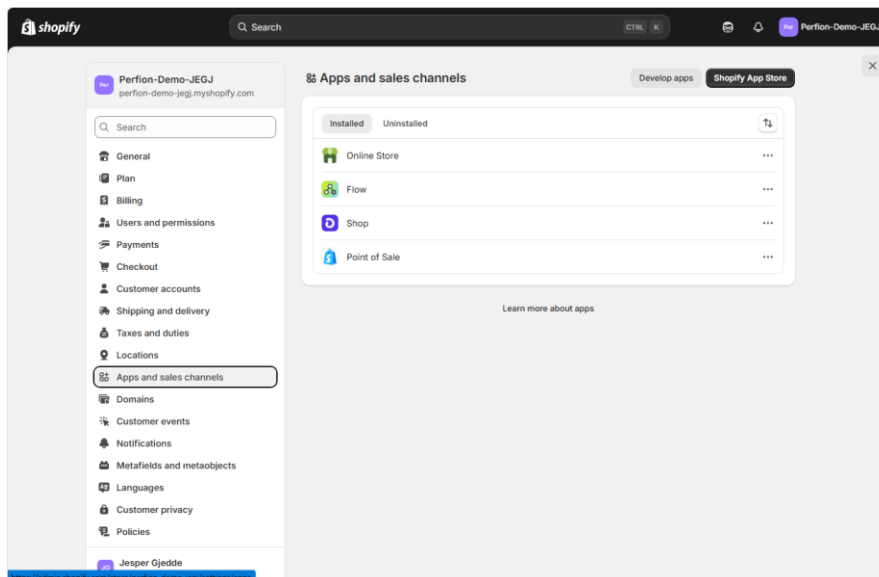 shopify
Search
CTRL K
Per
Perfion-Demo-JEGJ
Per
Perfion-Demo-JEGJ
perfion-demo-jegj.myshopify.com
Search
General
Plan
Billing
Users and permissions
Payments
Checkout
Customer accounts
Shipping and delivery
Taxes and duties
Locations
Apps and sales channels
Domains
Customer events
Notifications
Metafields and metaobjects
Languages
Customer privacy
Policies
JG
Jesper Gjedde
Apps and sales channels
Develop apps
Shopify App Store
Installed
Uninstalled
Online Store
Flow
Shop
Point of Sale
Learn more about apps